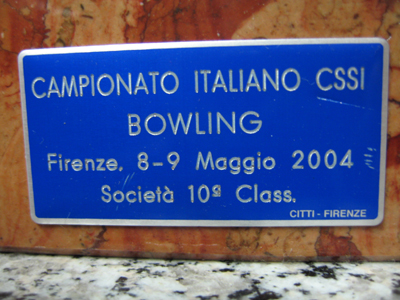 CAMPIONATO ITALIANO CSSI
BOWLING
Firenze, 8-9 Maggio 2004
Società 10ª Class.
CITTI - FIRENZE